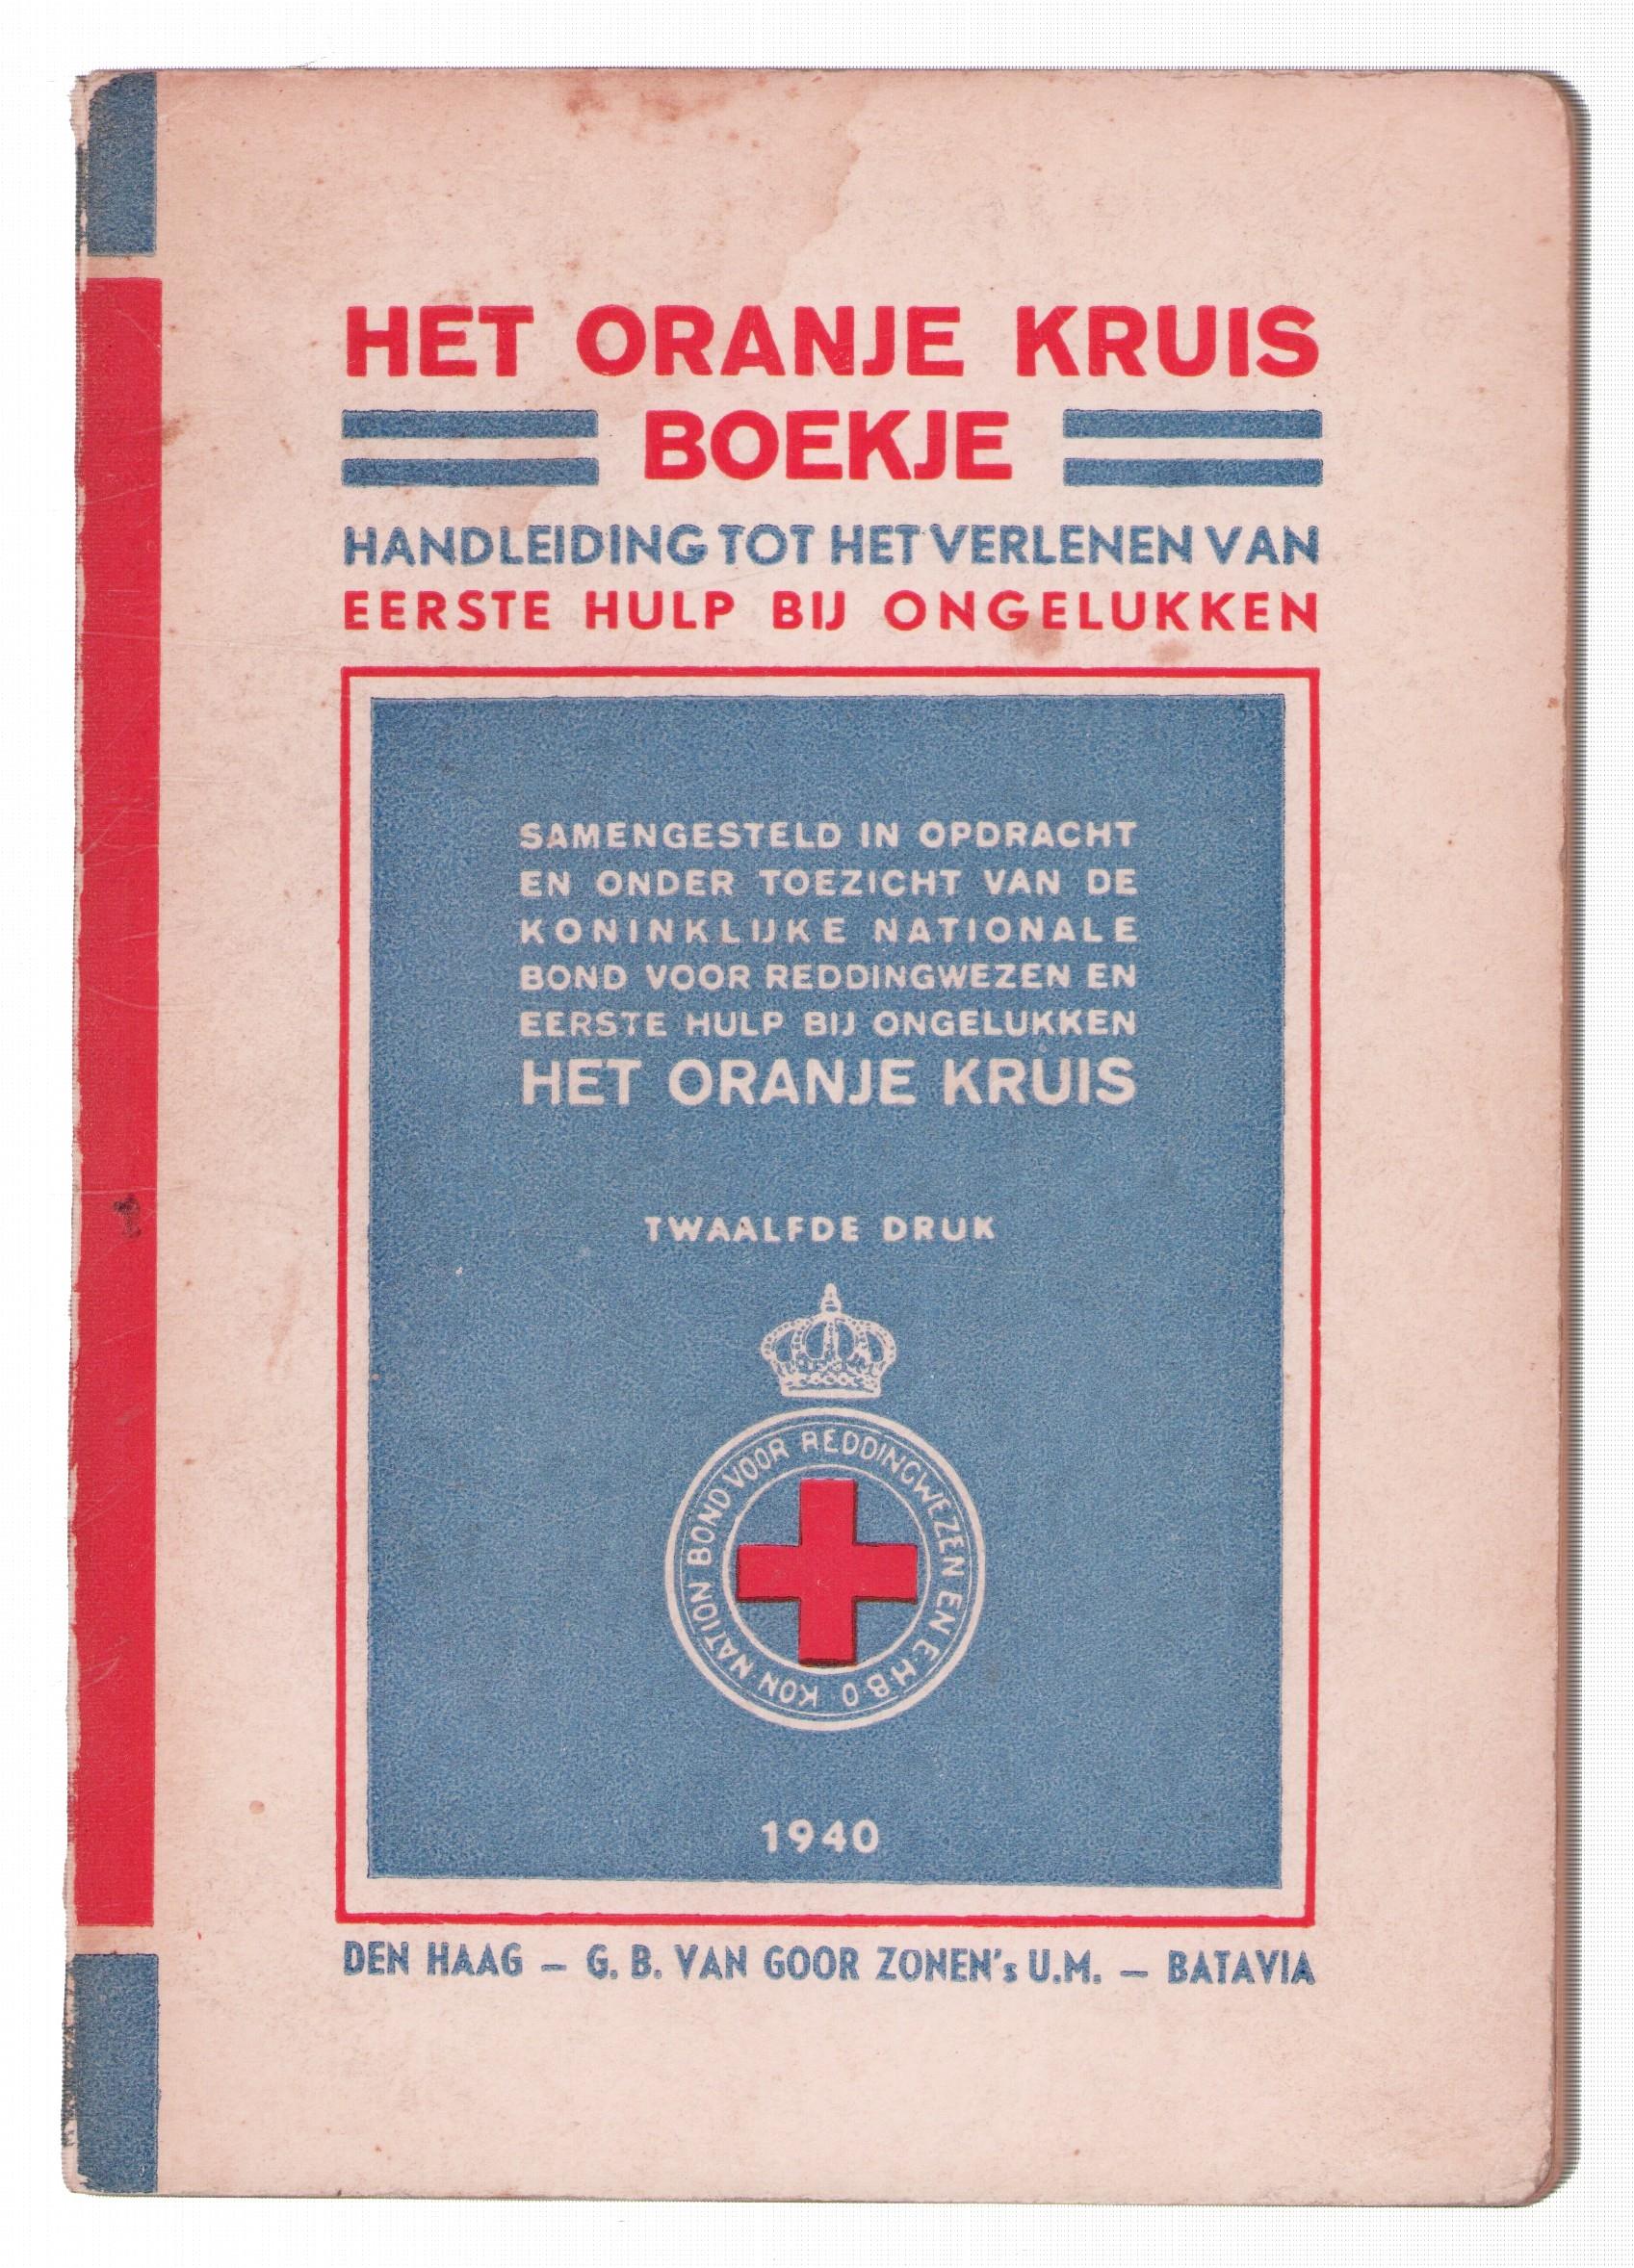 HET ORANJE KRUIS
BOEKJE
HANDLEIDING TOT HET VERLENEN VAN
EERSTE HULP BIJ ONGELUKKEN
SAMENGESTELD IN OPDRACHT
EN ONDER TOEZICHT VAN DE
KONINKLIJKE NATIONALE
BOND VOOR REDDINGWEZEN EN
EERSTE HULP BIJ ONGELUKKEN
HET ORANJE KRUIS
TWAALFDE DRUK
KON NATION BOND VOOR REDDINGWEZEN EN E H B O
1940
DEN HAAG – G. B. VAN GOOR ZONEN's U.M. – BATAVIA